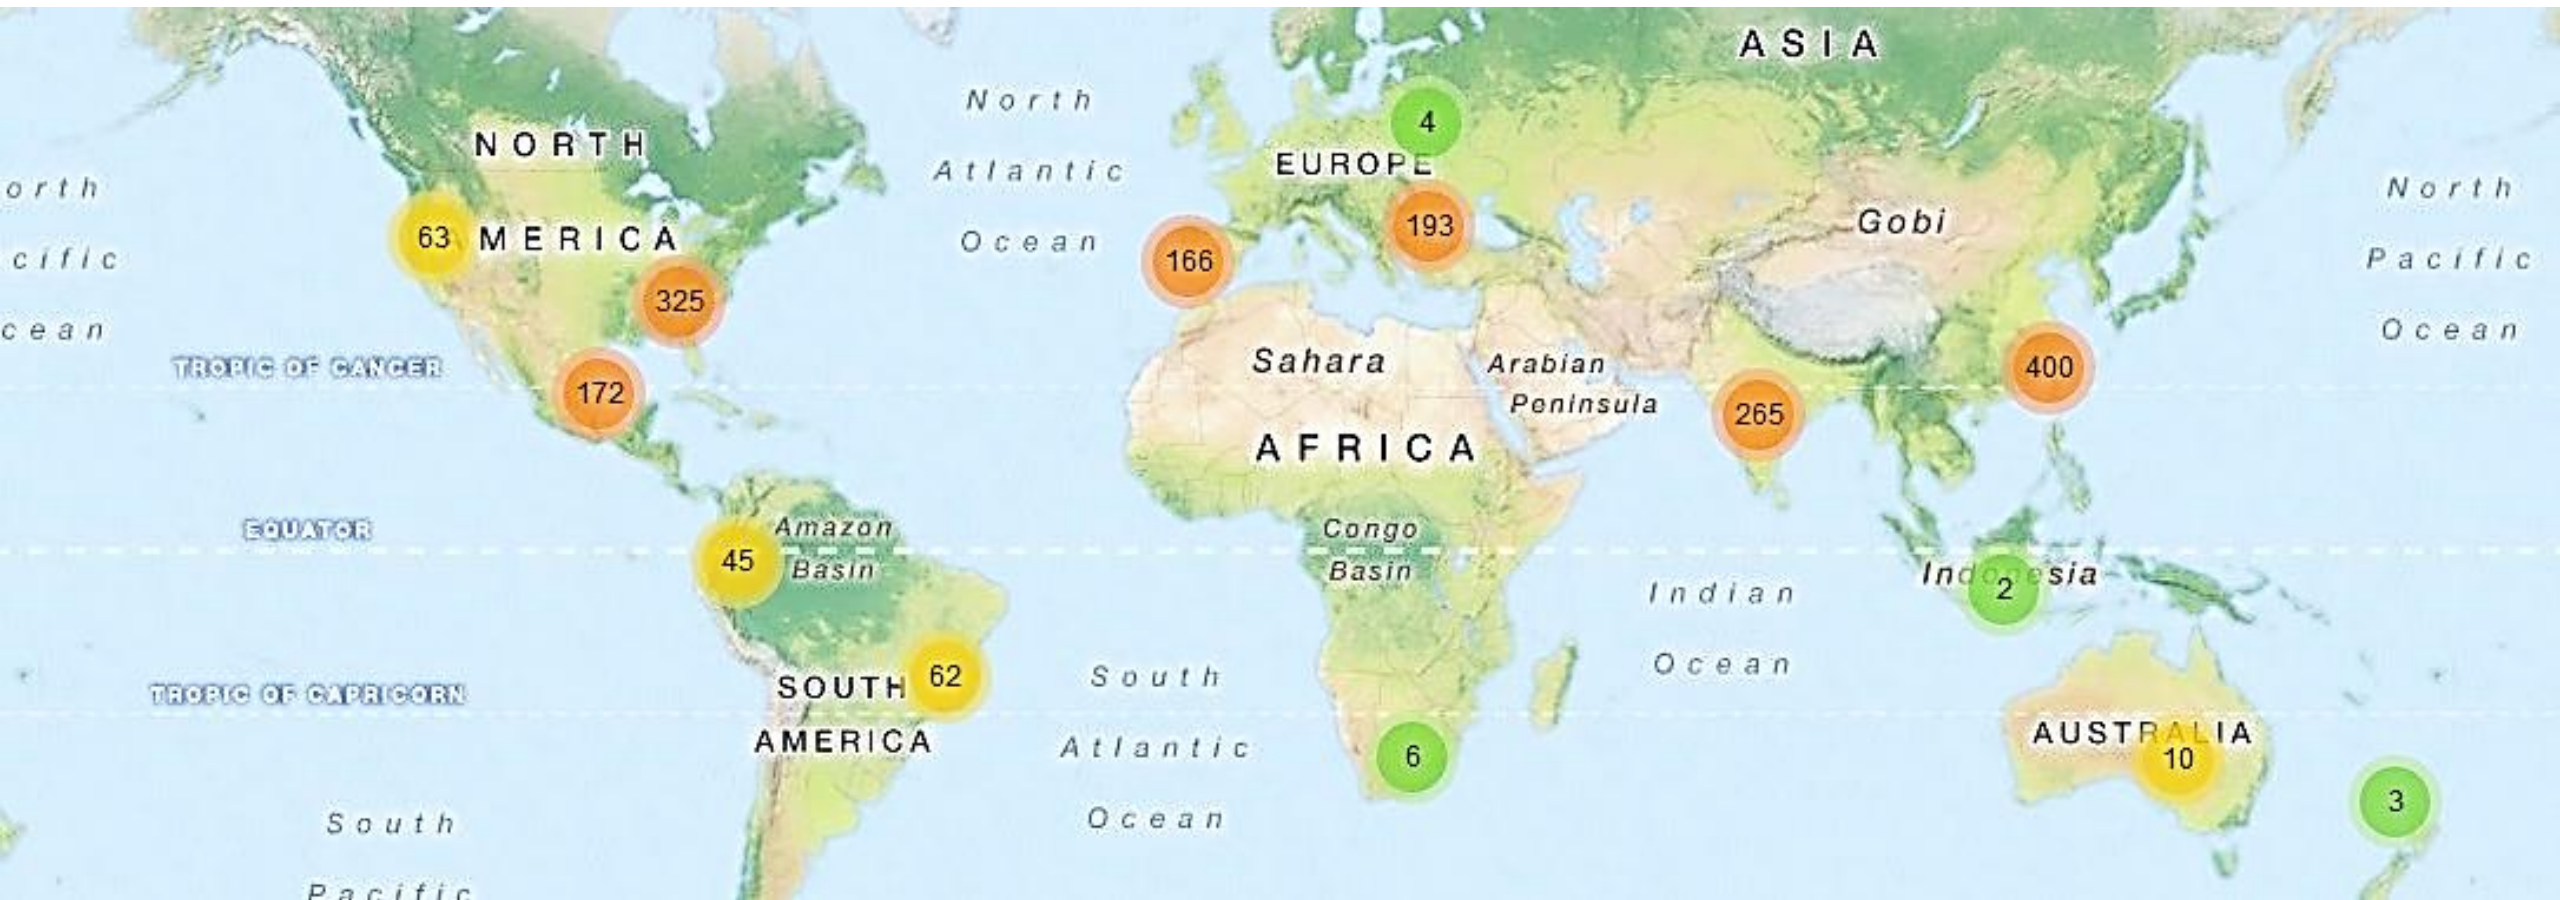 ASIA
North
Atlantic
Ocean
4
NORTH
AMERICA
EUROPE
orth
cific
cean
North
Pacific
Ocean
63
193
Gobi
166
325
Sahara
Arabian
Peninsula
400
TROPIC OF CANCER
172
265
AFRICA
EQUATOR
Amazon
Basin
45
Congo
Basin
Indonesia
2
Indian
Ocean
TROPIC OF CAPRICORN
SOUTH
AMERICA
62
South
Atlantic
Ocean
6
AUSTRALIA
10
3
South
Pacific